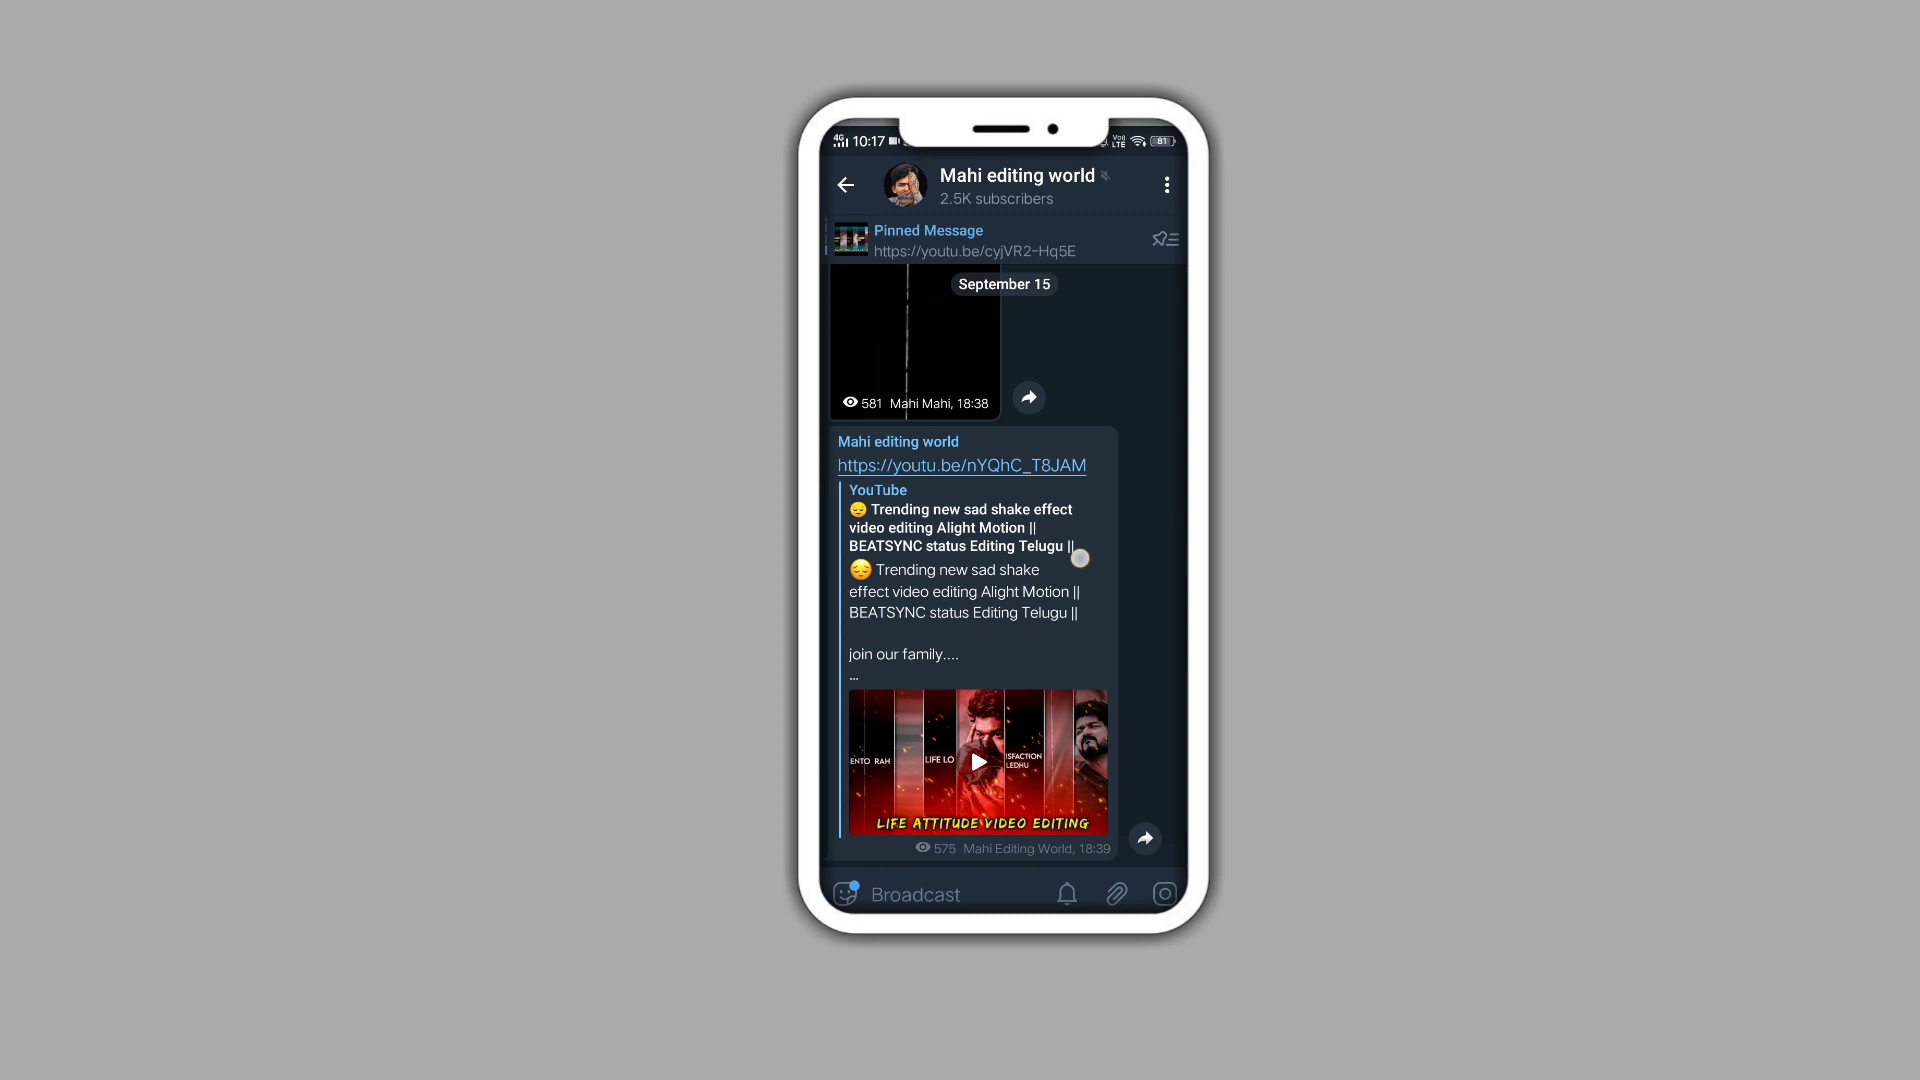 4G 10:17 Vo)) LTE 81
Mahi editing world
2.5K subscribers
Pinned Message
https://youtu.be/cyjVR2-Hq5E
September 15
581 Mahi Mahi, 18:38
Mahi editing world
https://youtu.be/nYQhC_T8JAM
YouTube
😔 Trending new sad shake effect
video editing Alight Motion ||
BEATSYNC status Editing Telugu ||
😔 Trending new sad shake
effect video editing Alight Motion ||
BEATSYNC status Editing Telugu ||
join our family....
...
ENTO RAH
LIFE LO
ISFACTION
LEDHU
LIFE ATTITUDE VIDEO EDITING
575 Mahi Editing World, 18:39
Broadcast